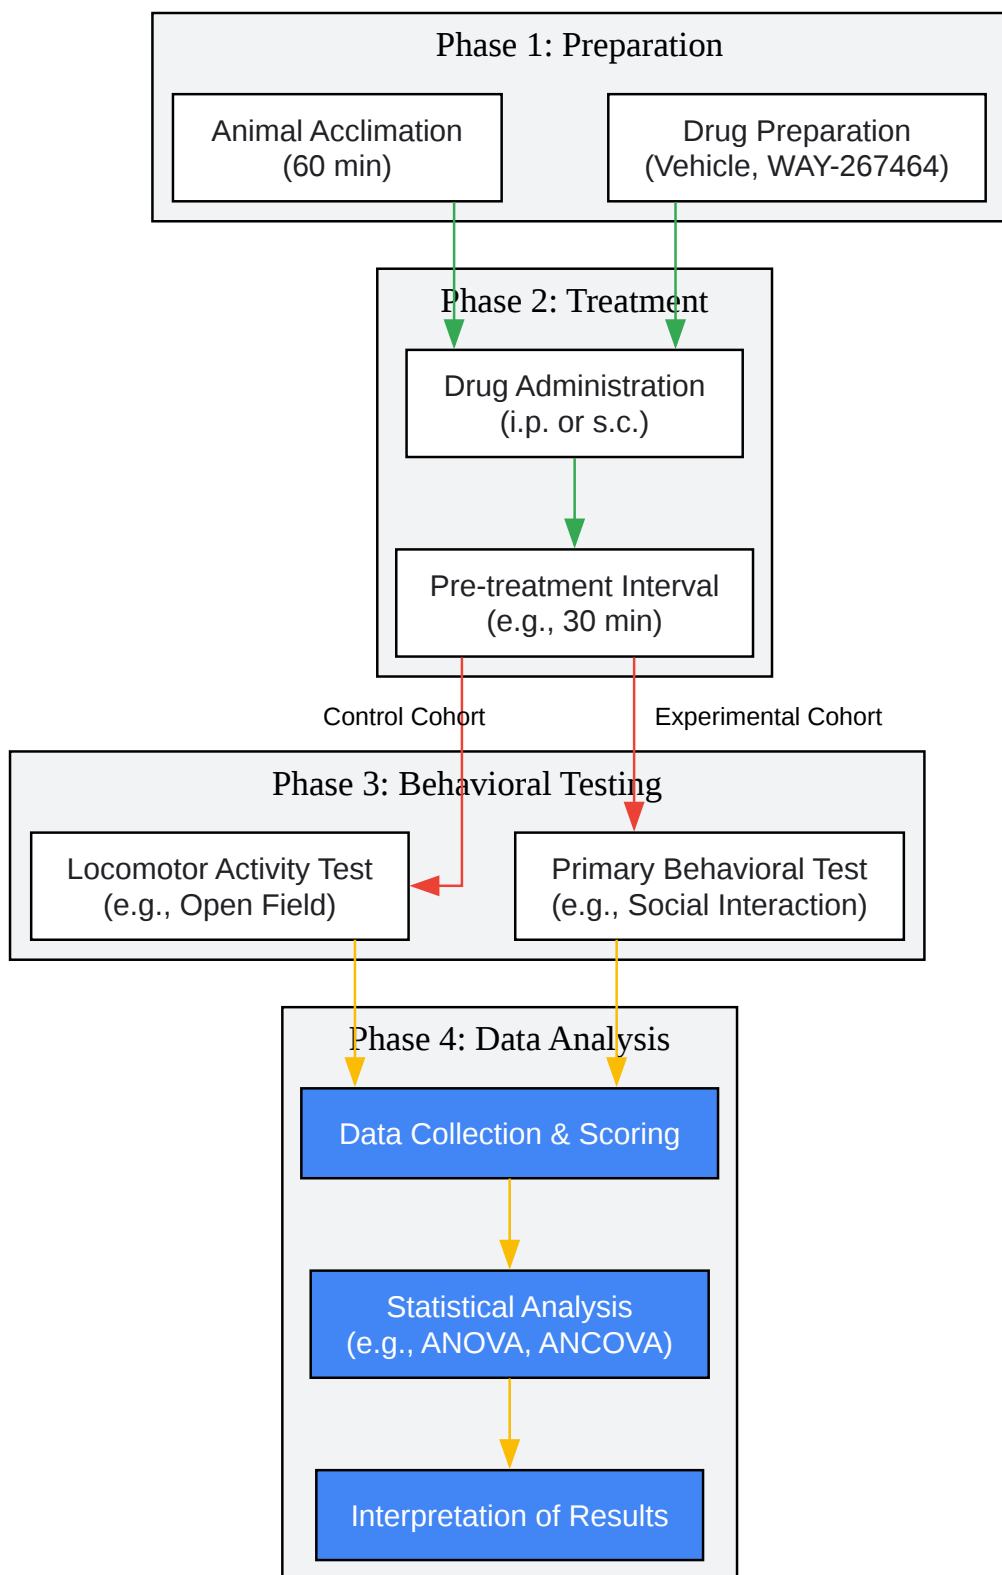 Phase 1: Preparation
Animal Acclimation
(60 min)
Drug Preparation
(Vehicle, WAY-267464)
Phase 2: Treatment
Drug Administration
(i.p. or s.c.)
Pre-treatment Interval
(e.g., 30 min)
Control Cohort
Experimental Cohort
Phase 3: Behavioral Testing
Locomotor Activity Test
(e.g., Open Field)
Primary Behavioral Test
(e.g., Social Interaction)
Phase 4: Data Analysis
Data Collection & Scoring
Statistical Analysis
(e.g., ANOVA, ANCOVA)
Interpretation of Results